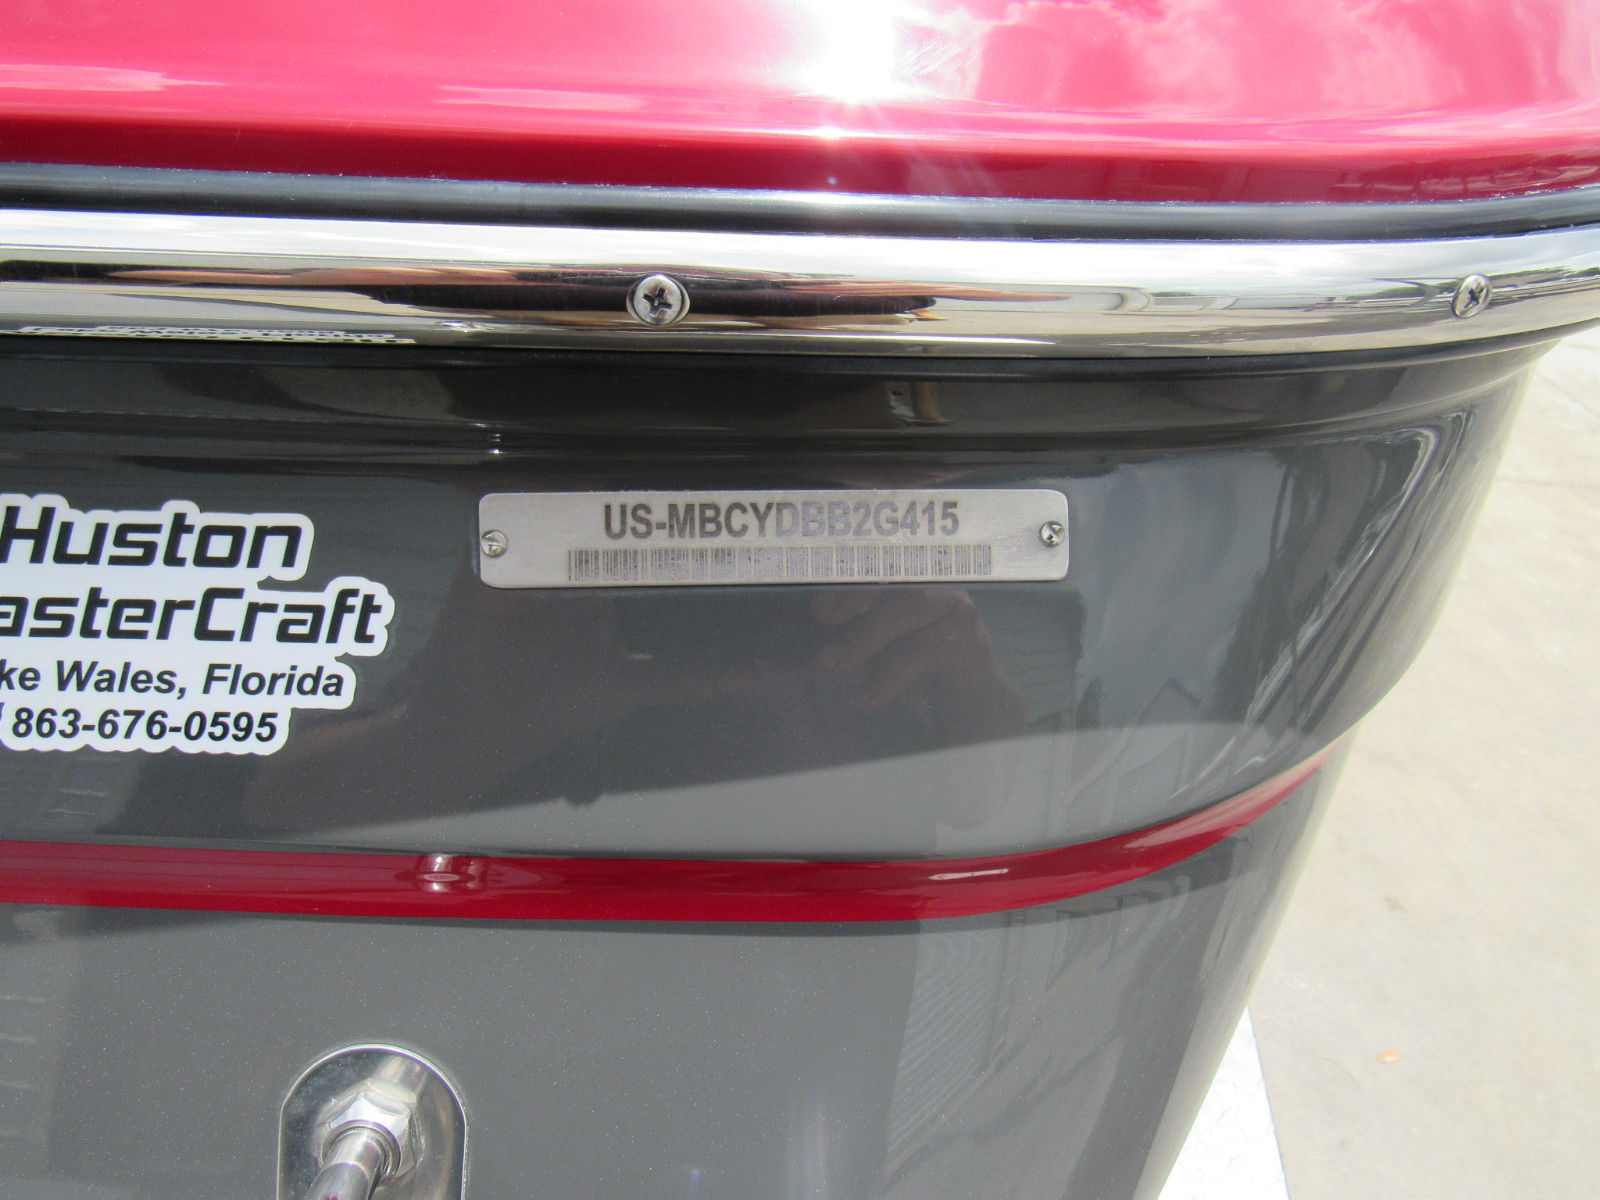 US-MBCYDBB2G415
Huston
asterCraft
ke Wales, Florida
863-676-0595